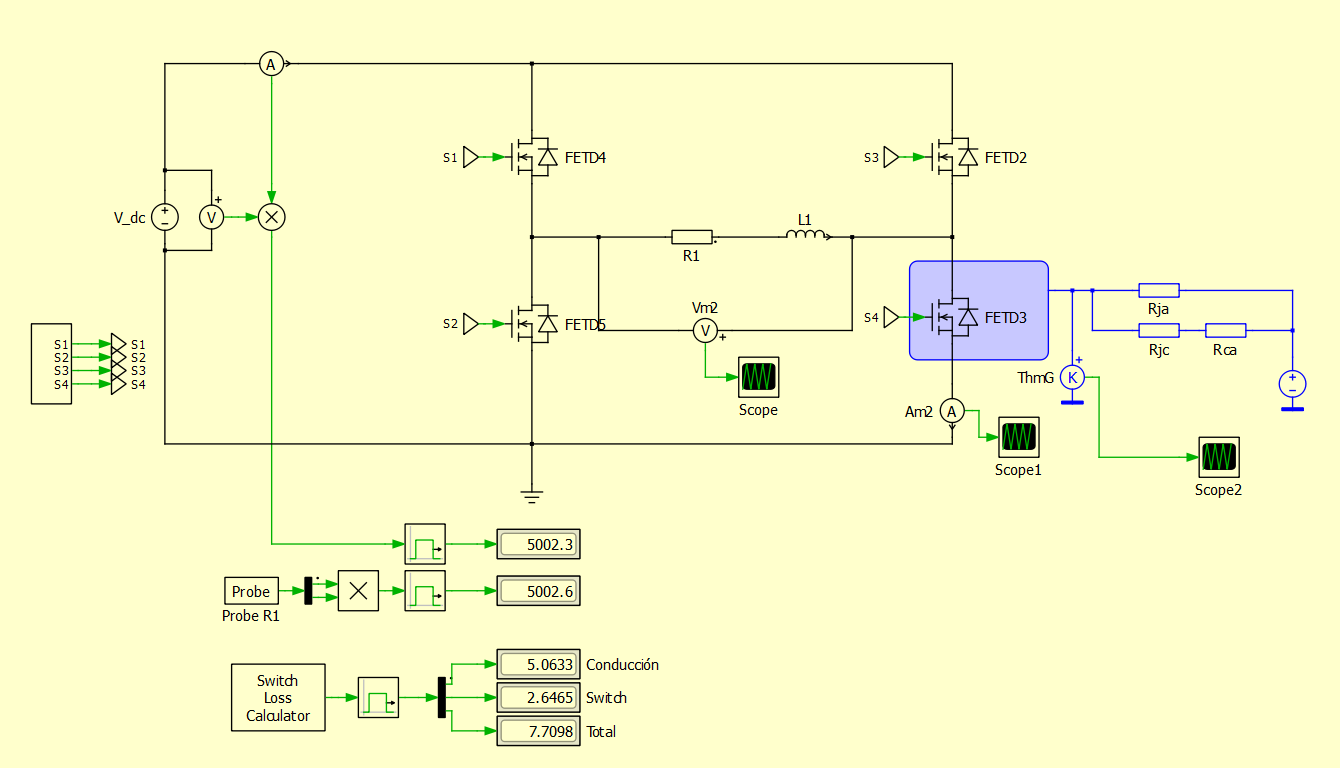 A
S1
FETD4
S3
FETD2
V_dc
+
−
V
+
L1
R1
Vm2
V
+
FETD5
S2
S4
FETD3
Rja
Rjc
Rca
ThmG
K
+
+
−
S1
S2
S3
S4
S1
S2
S3
S4
Scope
Am2
A
Scope1
Scope2
5002.3
Probe
5002.6
Probe R1
Switch
Loss
Calculator
5.0633
Conducción
2.6465
Switch
7.7098
Total